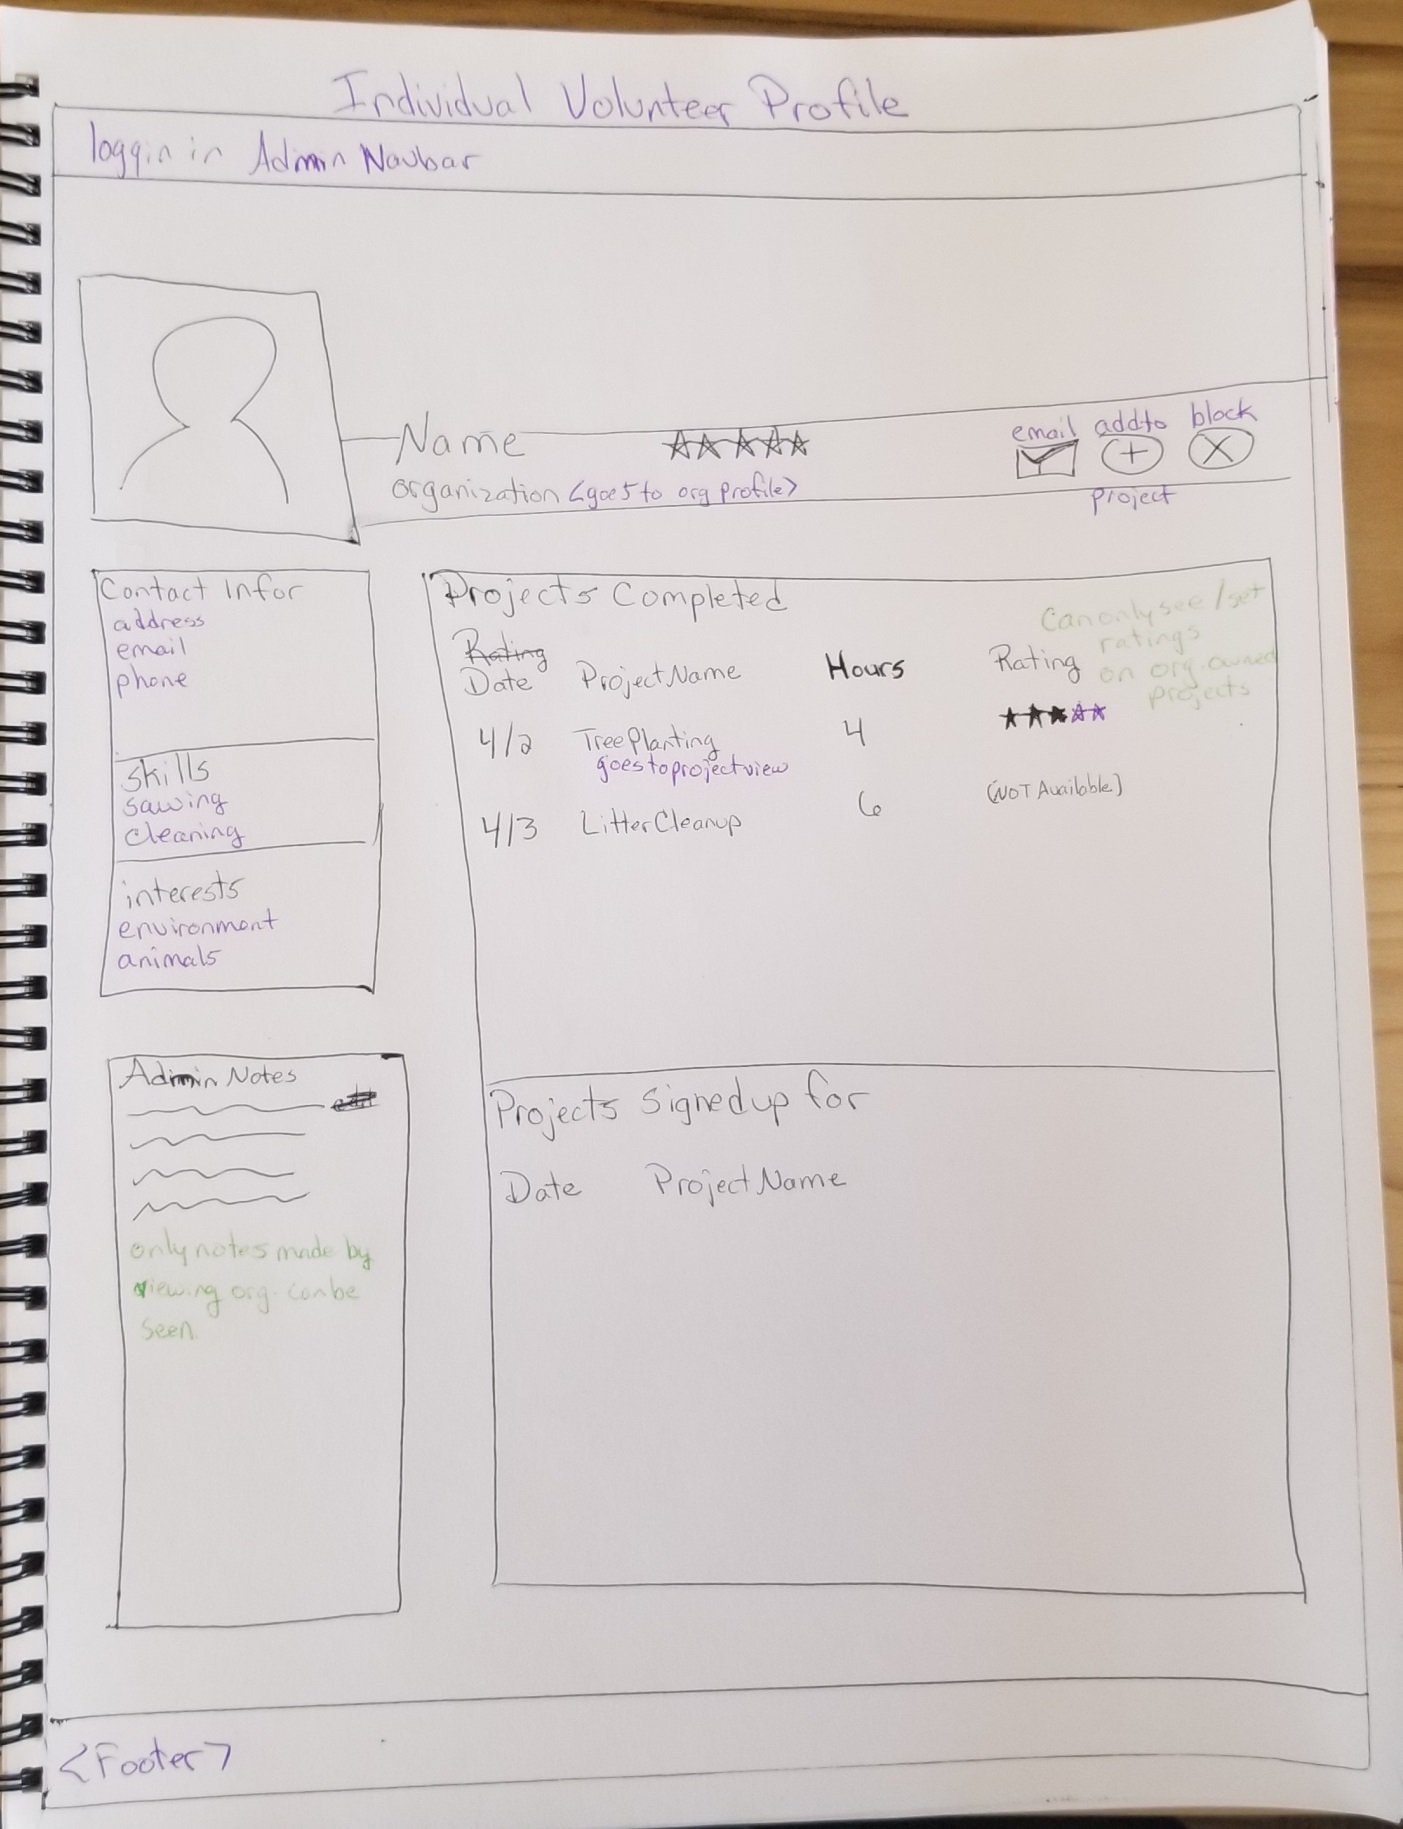 Individual Volunteer Profile
loggin in Admin Navbar
Name
email
add to
block
project
organization <goes to org profile>
Contact Infor
address
email
phone
skills
sawing
cleaning
interests
environment
animals
Projects Completed
can only see/set
ratings
on org. owned
projects
Rating
Date Project Name Hours Rating
4/2 Tree Planting 4
goes to project view
4/3 Litter Cleanup 6 (NOT Available)
Admin Notes
only notes made by
viewing org. can be
seen.
Projects Signed up for
Date Project Name
<Footer>